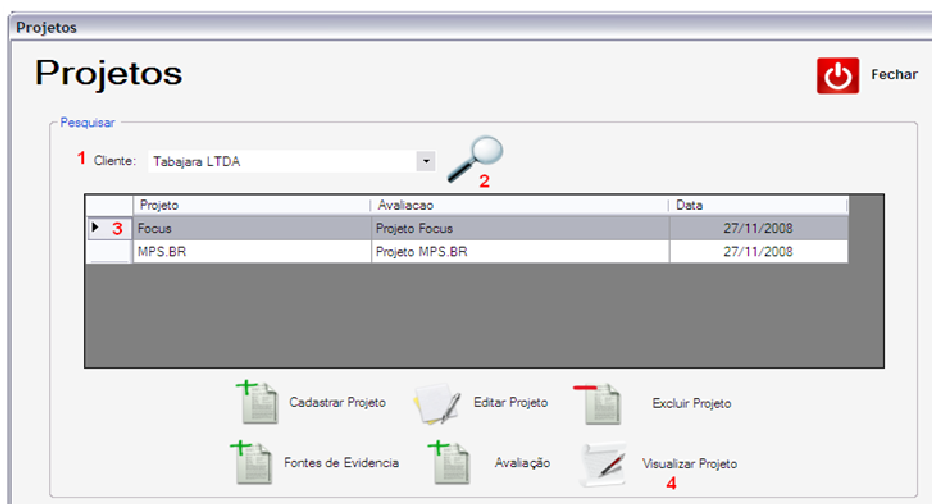 Projetos
Projetos
Fechar
Pesquisar
1 Cliente: Tabajara LTDA
2
Projeto Avaliacao Data
3 Focus Projeto Focus 27/11/2008
MPS.BR Projeto MPS.BR 27/11/2008
Cadastrar Projeto Editar Projeto Excluir Projeto
Fontes de Evidencia Avaliação Visualizar Projeto
4